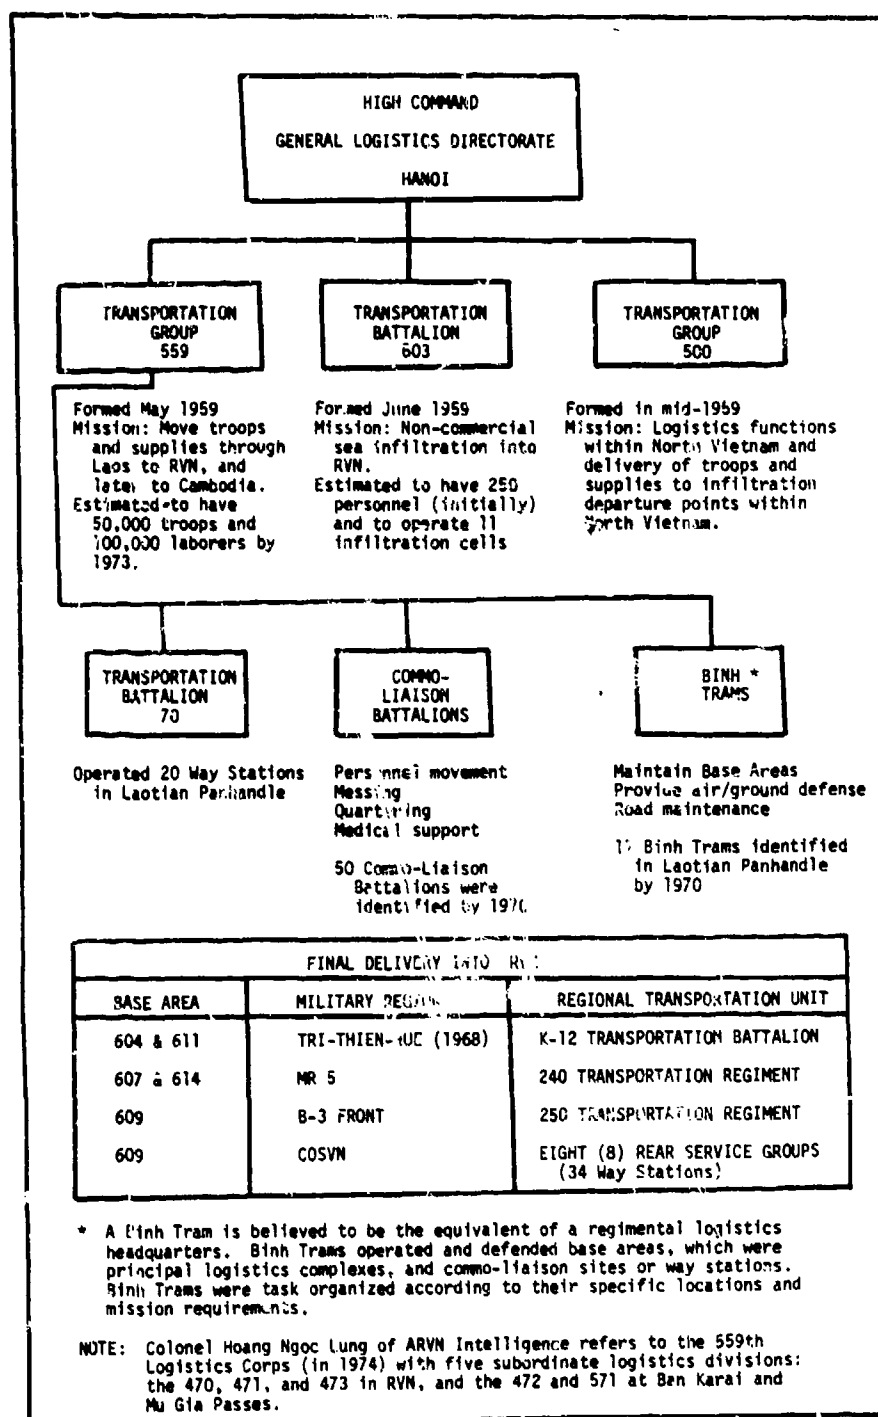 HIGH COMMAND
GENERAL LOGISTICS DIRECTORATE
HANOI
TRANSPORTATION
GROUP
559
TRANSPORTATION
BATTALION
603
TRANSPORTATION
GROUP
500
Formed May 1959
Mission: Move troops
and supplies through
Laos to RVN, and
later to Cambodia.
Estimated to have
50,000 troops and
100,000 laborers by
1973.
Formed June 1959
Mission: Non-commercial
sea infiltration into
RVN.
Estimated to have 250
personnel (initially)
and to operate 11
infiltration cells
Formed in mid-1959
Mission: Logistics functions
within North Vietnam and
delivery of troops and
supplies to infiltration
departure points within
North Vietnam.
TRANSPORTATION
BATTALION
70
COMMO-
LIAISON
BATTALIONS
BINH *
TRAMS
Operated 20 Way Stations
in Laotian Panhandle
Personnel movement
Messing
Quartering
Medical support
50 Commo-Liaison
Battalions were
identified by 1970
Maintain Base Areas
Provide air/ground defense
Road maintenance
Binh Trams identified
in Laotian Panhandle
by 1970
FINAL DELIVERY INTO RVN
BASE AREA
MILITARY REGION
REGIONAL TRANSPORTATION UNIT
604 & 611
TRI-THIEN-HUE (1968)
K-12 TRANSPORTATION BATTALION
607 & 614
MR 5
240 TRANSPORTATION REGIMENT
609
B-3 FRONT
250 TRANSPORTATION REGIMENT
609
COSVN
EIGHT (8) REAR SERVICE GROUPS
(34 Way Stations)
* A Binh Tram is believed to be the equivalent of a regimental logistics
headquarters. Binh Trams operated and defended base areas, which were
principal logistics complexes, and commo-liaison sites or way stations.
Binh Trams were task organized according to their specific locations and
mission requirements.
NOTE: Colonel Hoang Ngoc Lung of ARVN Intelligence refers to the 559th
Logistics Corps (in 1974) with five subordinate logistics divisions:
the 470, 471, and 473 in RVN, and the 472 and 571 at Ban Karai and
Mu Gia Passes.